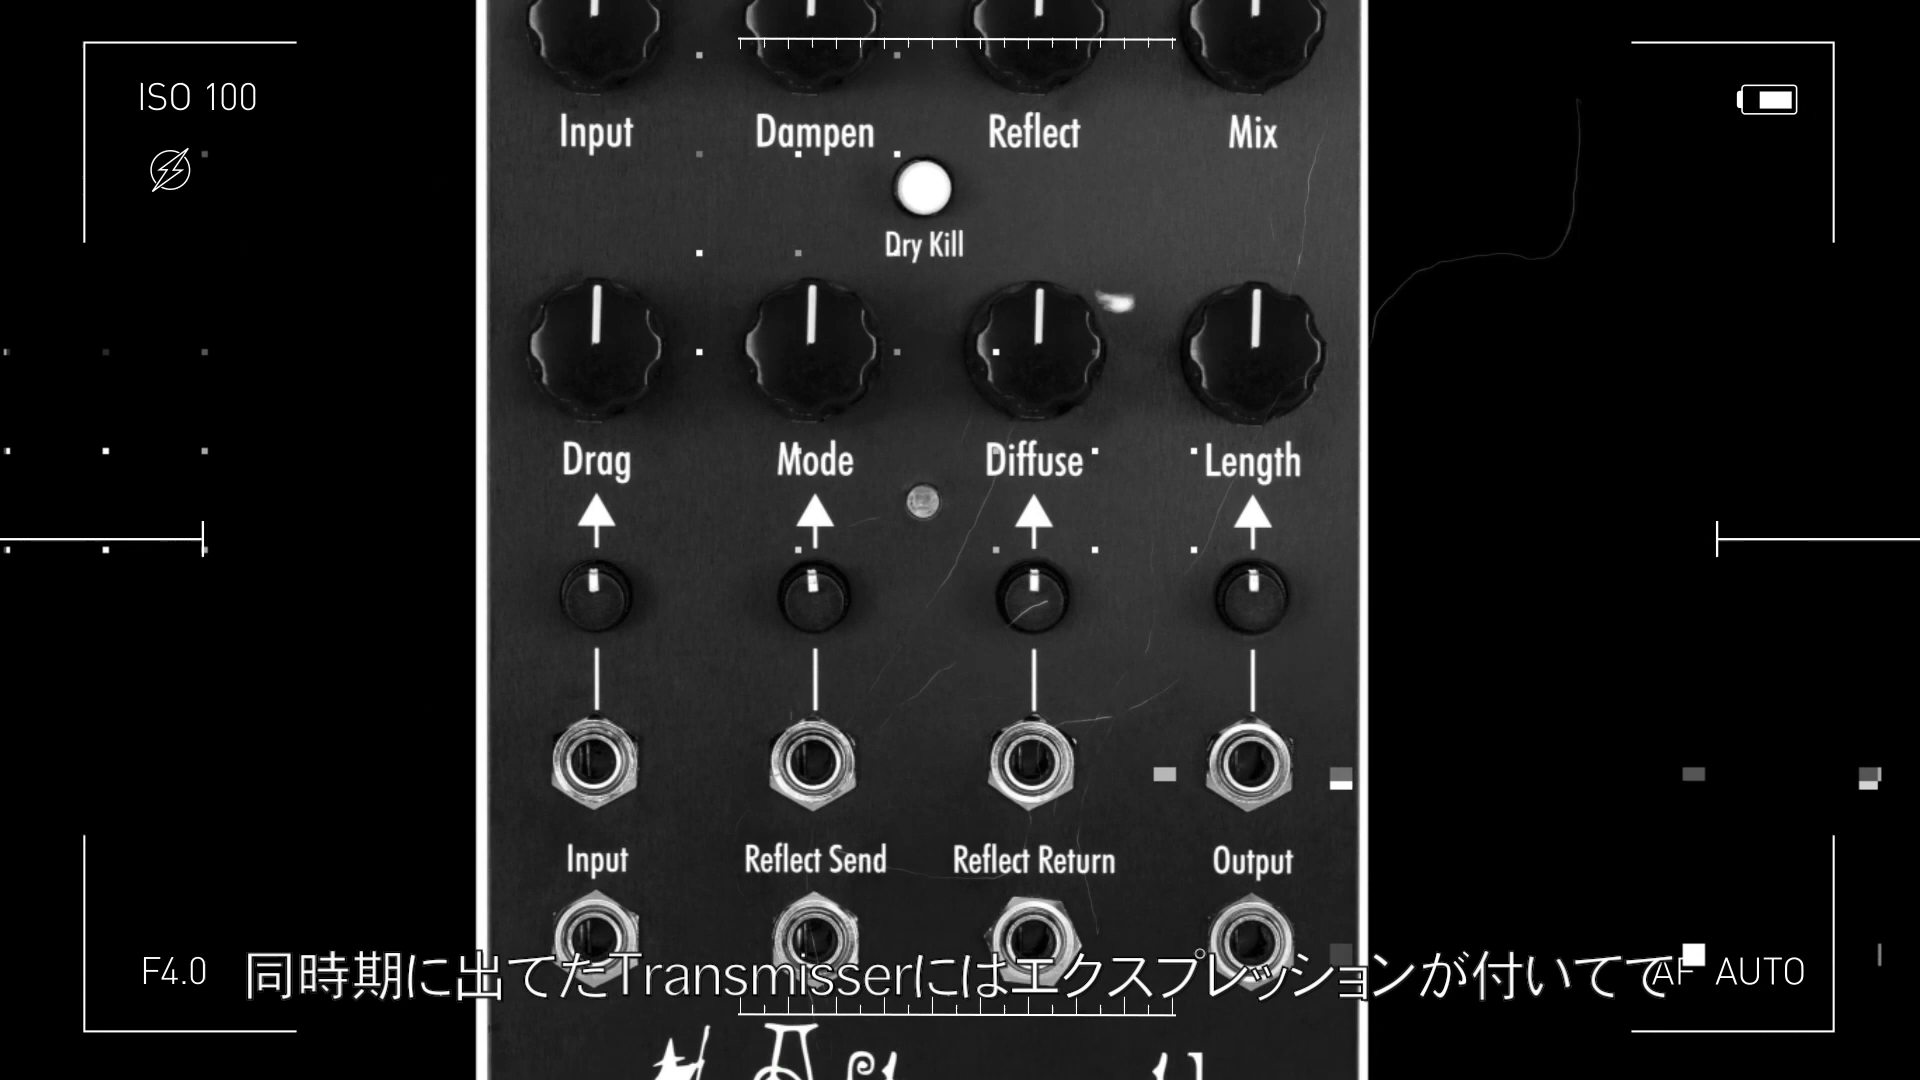 ISO 100
Input Dampen Reflect Mix
Dry Kill
Drag Mode Diffuse Length
Input Reflect Send Reflect Return Output
F4.0
AF AUTO
同時期に出てたTransmisserにはエクスプレッションが付いてて